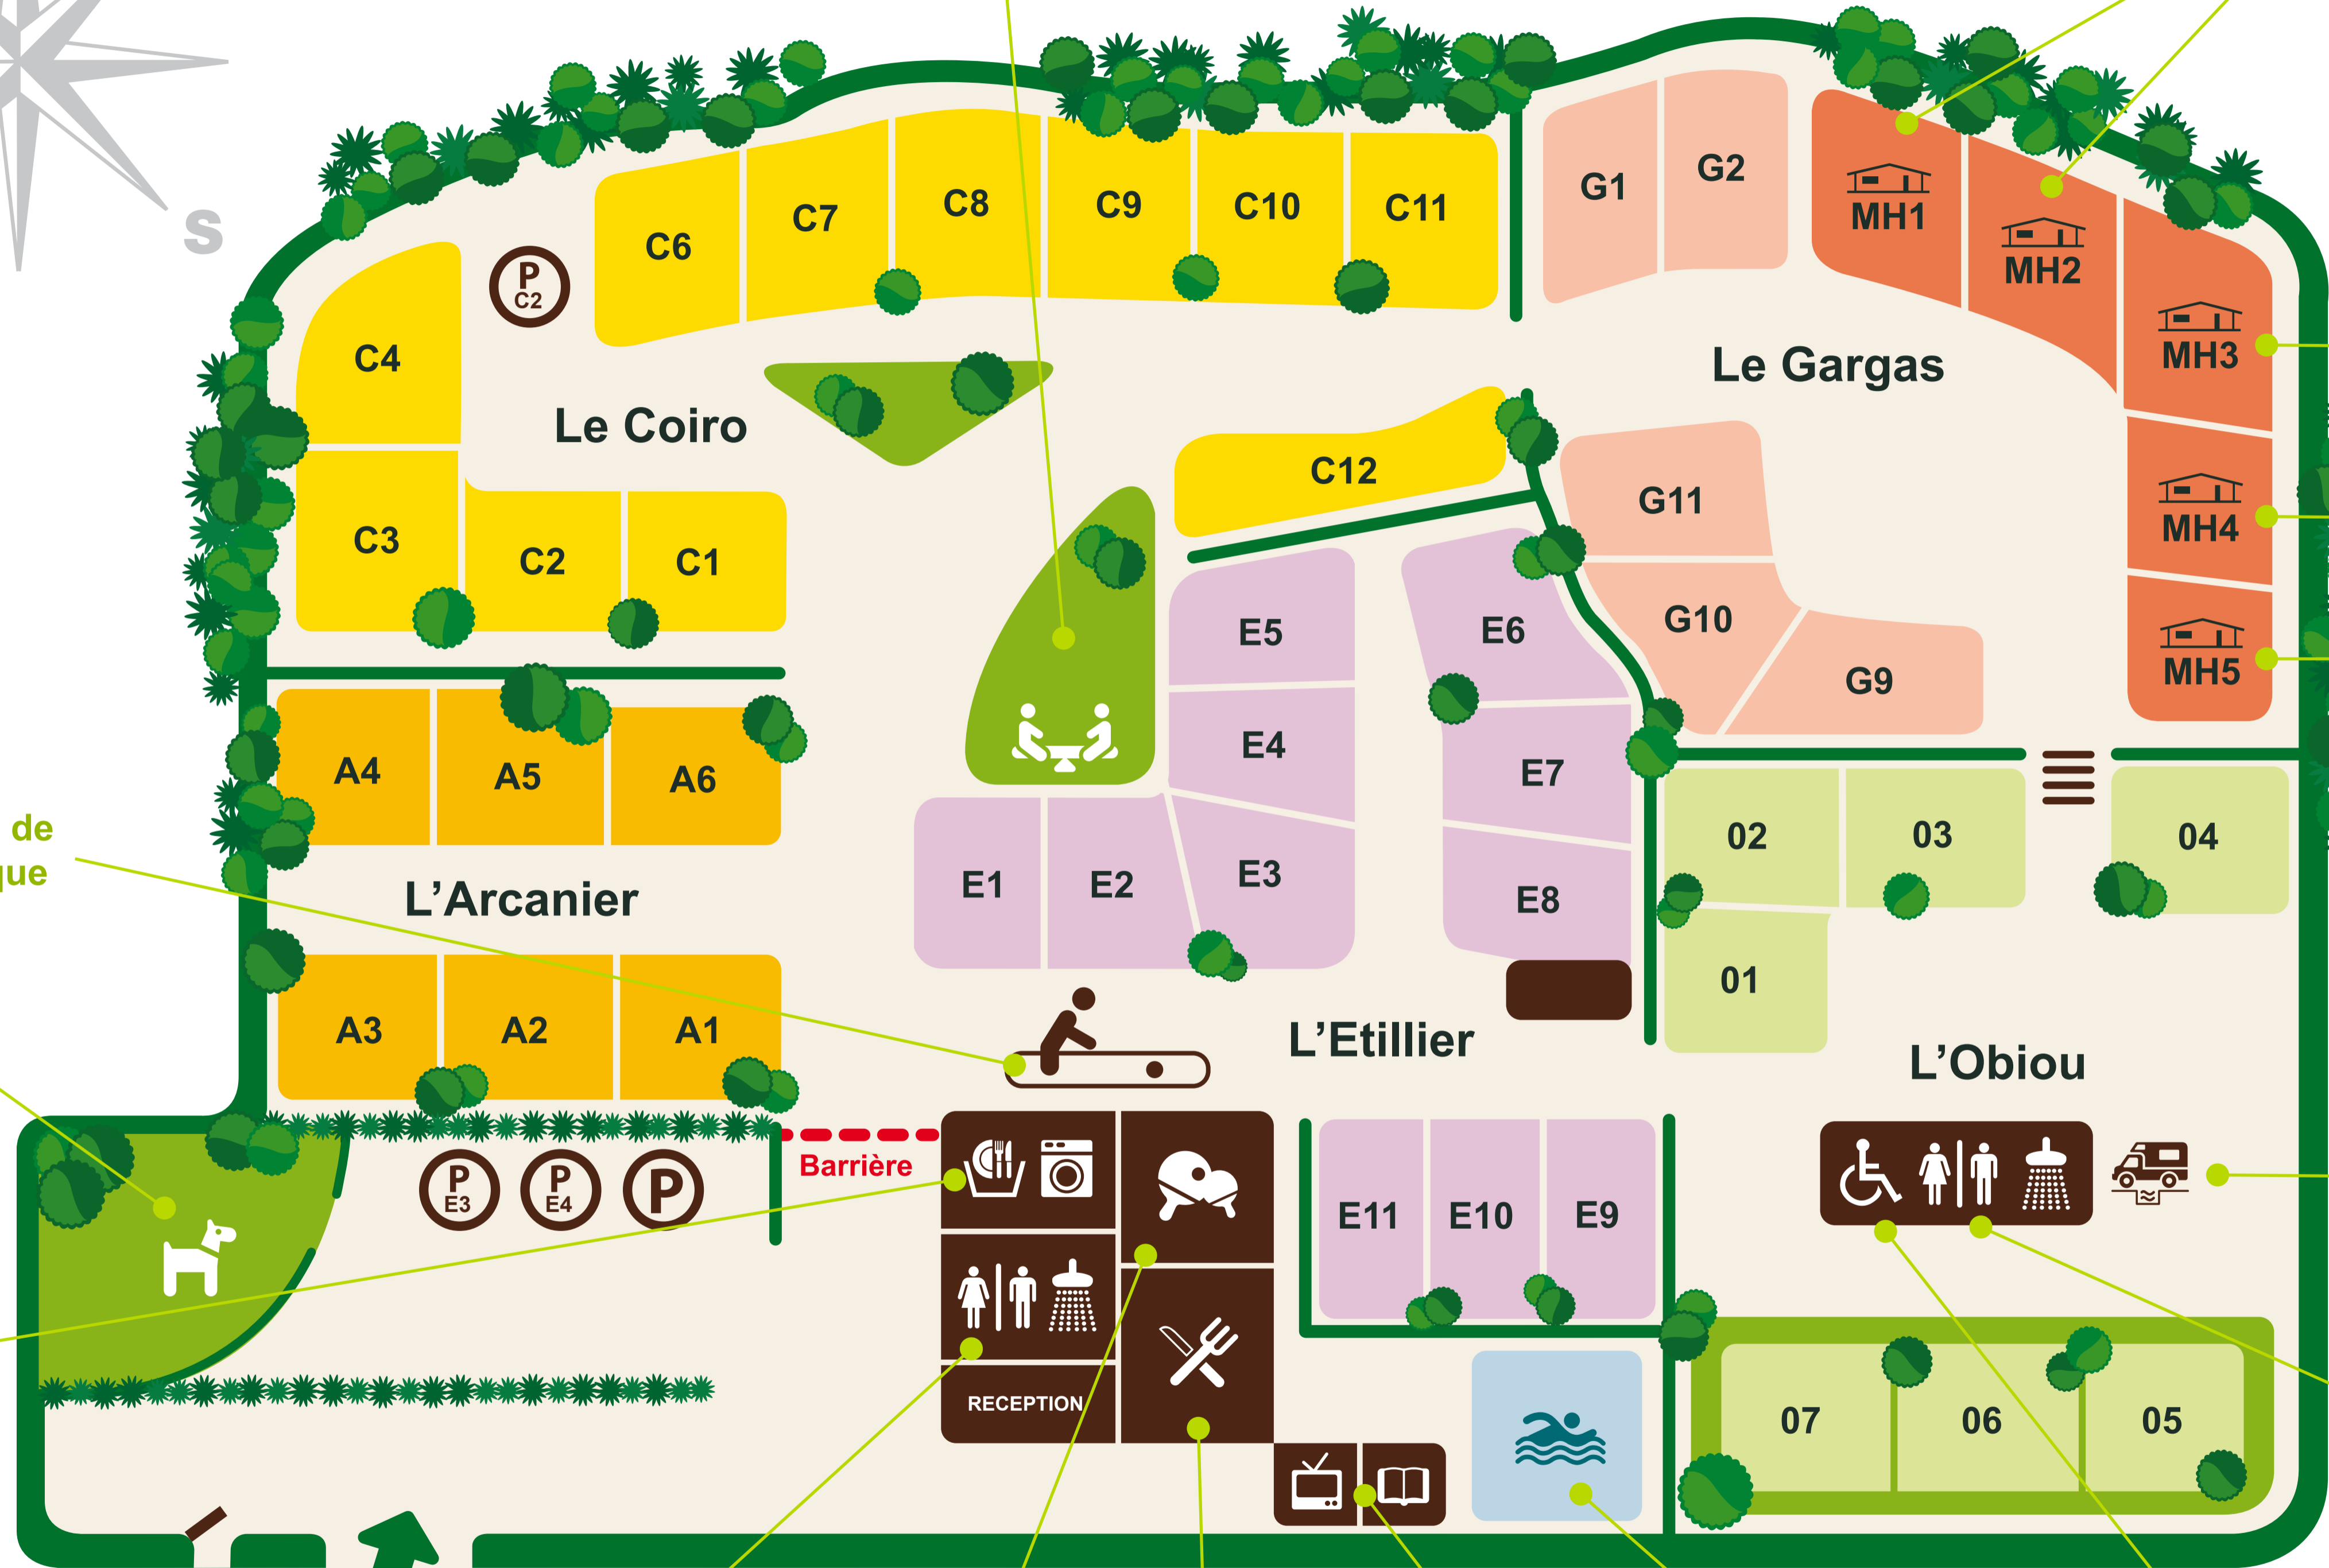 S
G1
G2
MH1
MH2
MH3
MH4
MH5
C6
C7
C8
C9
C10
C11
P
C2
C4
Le Coiro
Le Gargas
C12
C3
C2
C1
G11
G10
G9
E5
E6
E4
E7
E1
E2
E3
E8
A4
A5
A6
02
03
04
de
que
L'Arcanier
01
A3
A2
A1
L'Etillier
L'Obiou
Barrière
P
E3
P
E4
P
E11
E10
E9
RECEPTION
07
06
05